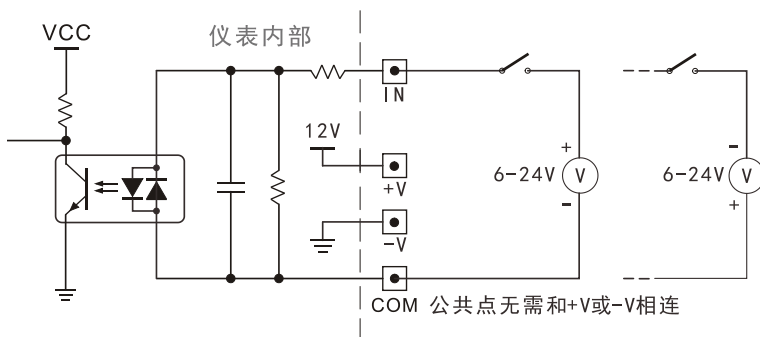 VCC
仪表内部
IN
12V
+V
-V
COM 公共点无需和+V或-V相连
+
6-24V V
-
-
6-24V V
+